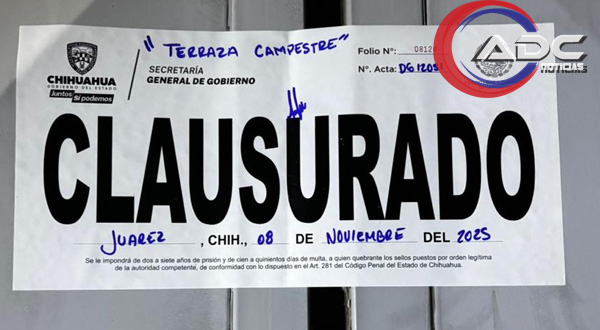 "TERRAZA CAMPESTRE"
CHIHUAHUA
GOBIERNO DEL ESTADO
Juntos Sí podemos
SECRETARÍA
GENERAL DE GOBIERNO
Folio N°: 08120
N°. Acta: DG 1205
ADC
NOTICIAS
CLAUSURADO
JUAREZ, CHIH., 08 DE NOVIEMBRE DEL 2025
Se le impondrá de dos a siete años de prisión y de cien a quinientos días de multa, a quien quebrante los sellos puestos por orden legítima
de la autoridad competente, de conformidad con lo dispuesto en el Art. 281 del Código Penal del Estado de Chihuahua.